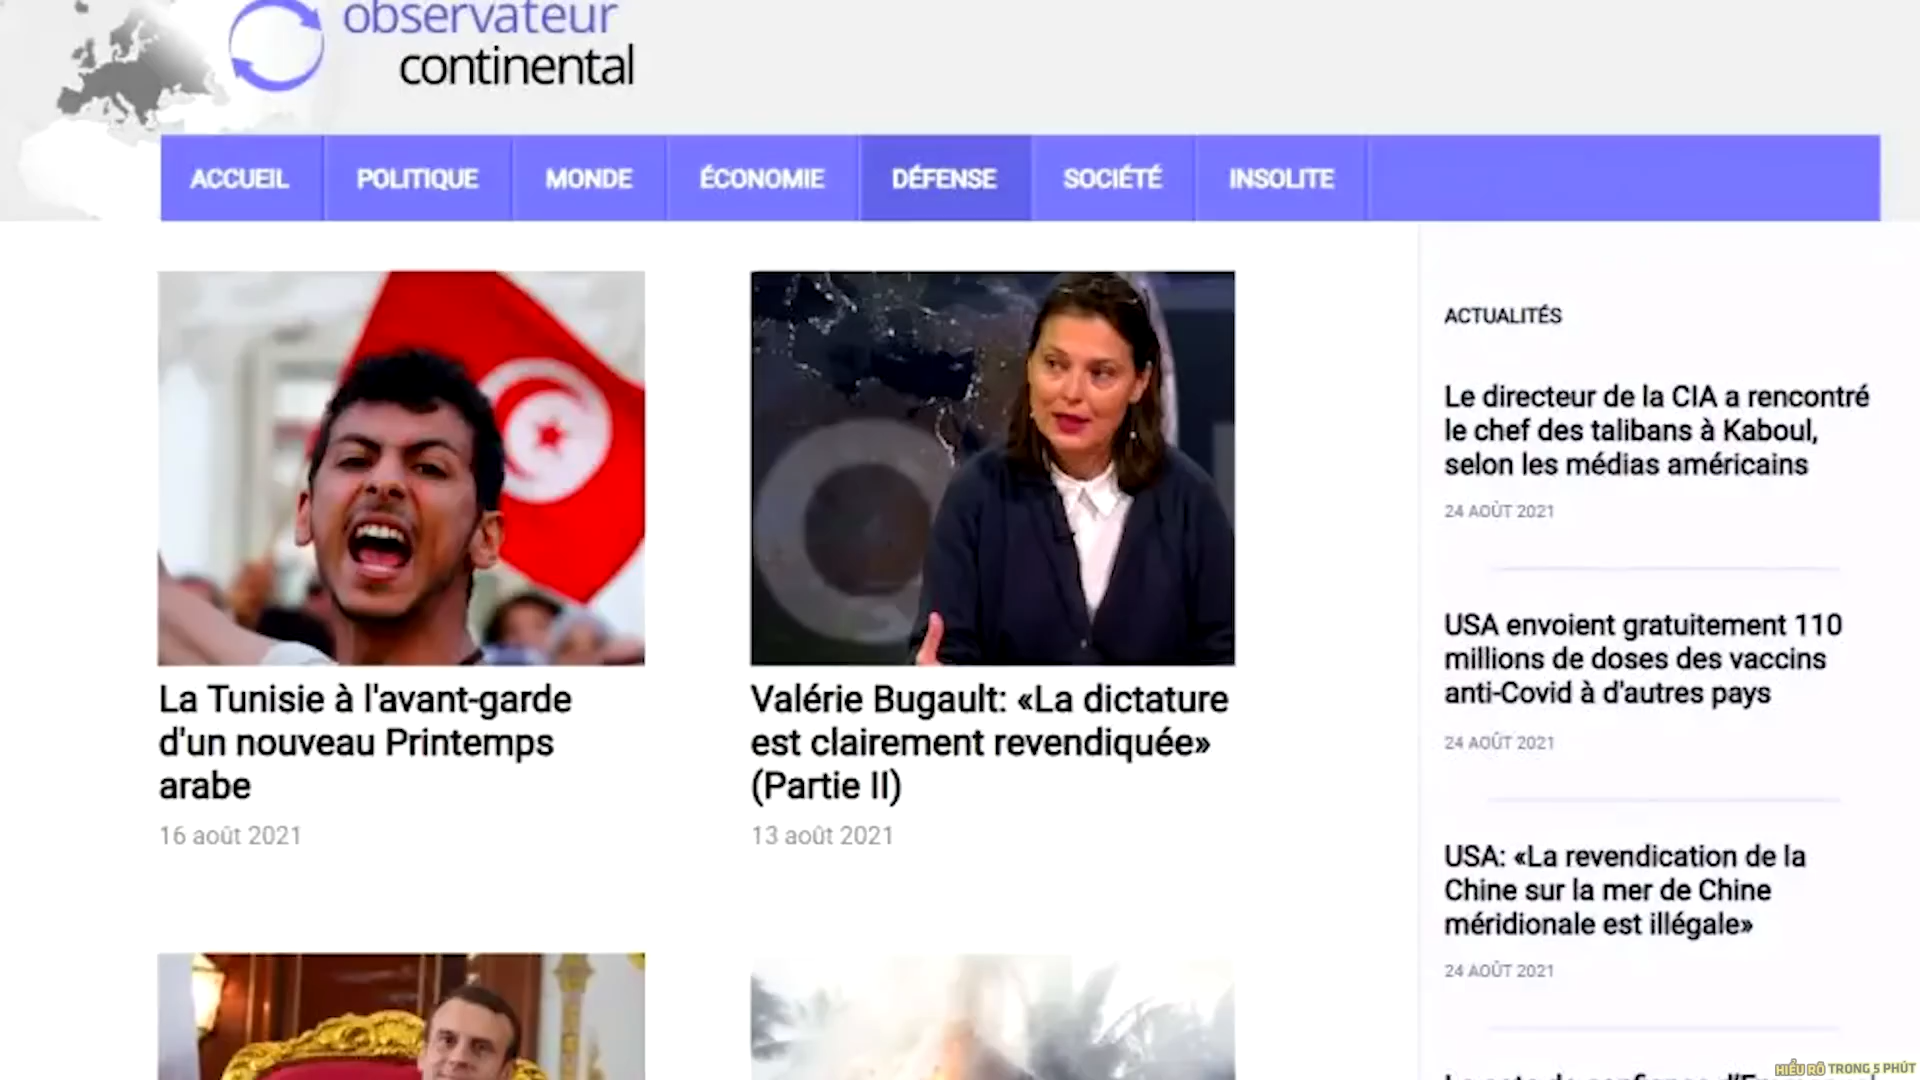 observateur
continental
ACCUEIL
POLITIQUE
MONDE
ÉCONOMIE
DÉFENSE
SOCIÉTÉ
INSOLITE
La Tunisie à l'avant-garde
d'un nouveau Printemps
arabe
16 août 2021
Valérie Bugault: «La dictature
est clairement revendiquée»
(Partie II)
13 août 2021
ACTUALITÉS
Le directeur de la CIA a rencontré
le chef des talibans à Kaboul,
selon les médias américains
24 AOÛT 2021
USA envoient gratuitement 110
millions de doses des vaccins
anti-Covid à d'autres pays
24 AOÛT 2021
USA: «La revendication de la
Chine sur la mer de Chine
méridionale est illégale»
24 AOÛT 2021
HIỂU RÕ TRONG 5 PHÚT